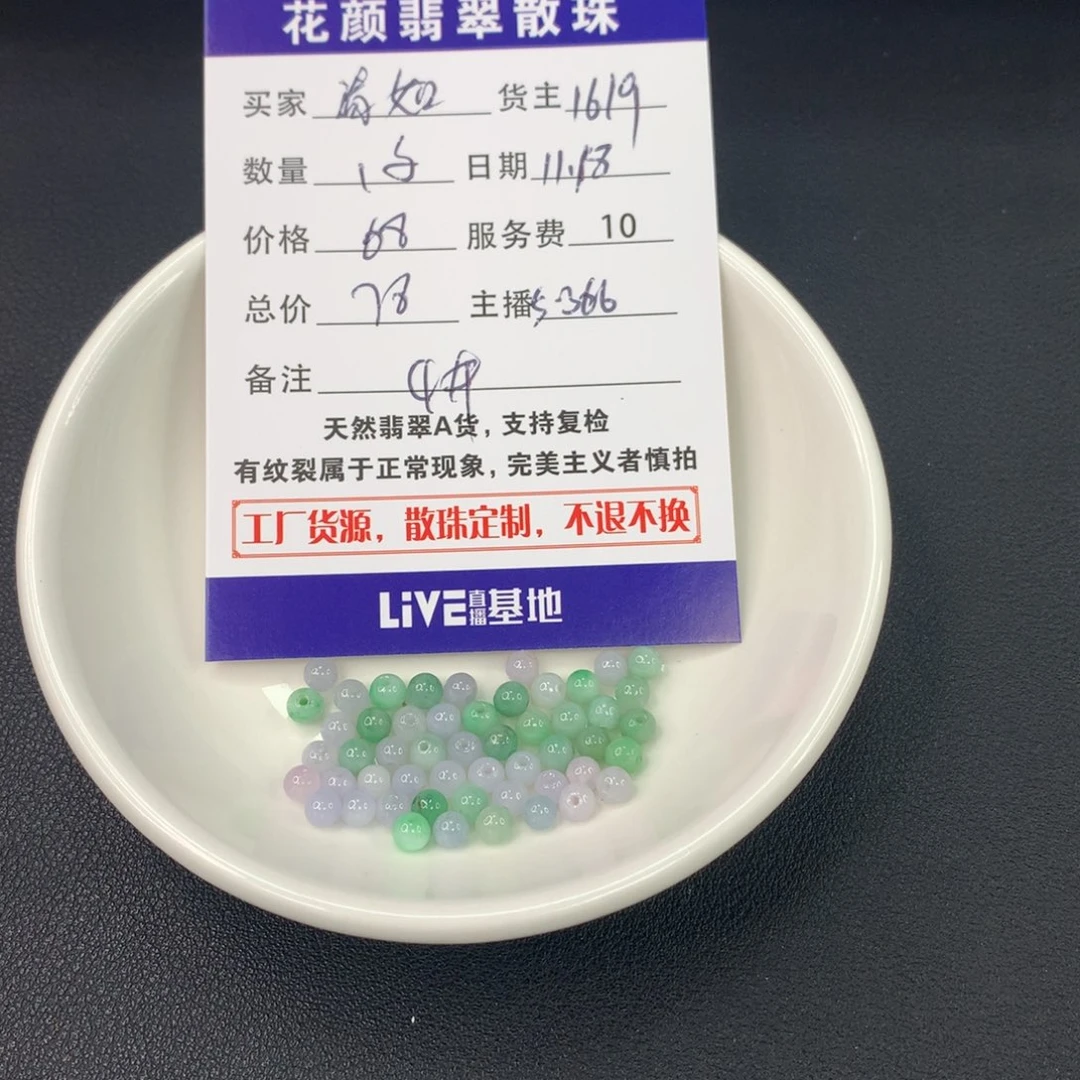 花颜翡翠散珠
买家 货主 1619
数量 1 日期 11.18
价格 68 服务费 10
总价 78 主播 5366
备注
天然翡翠A货，支持复检
有纹裂属于正常现象，完美主义者慎拍
工厂货源，散珠定制，不退不换
LiVE直播基地